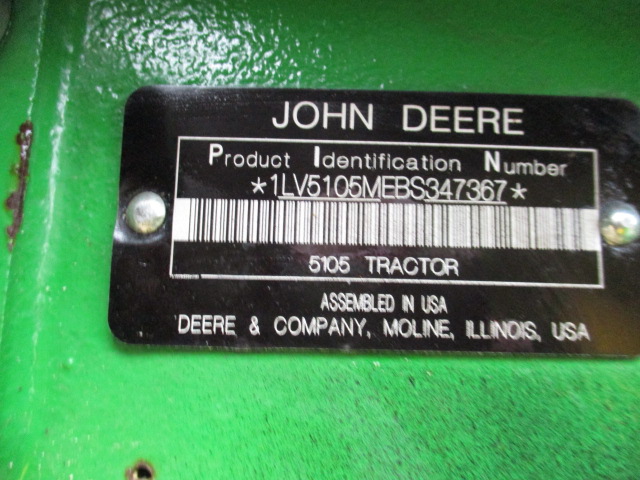 JOHN DEERE
Product Identification Number
*1LV5105MEBS347367*
5105 TRACTOR
ASSEMBLED IN USA
DEERE & COMPANY, MOLINE, ILLINOIS, USA